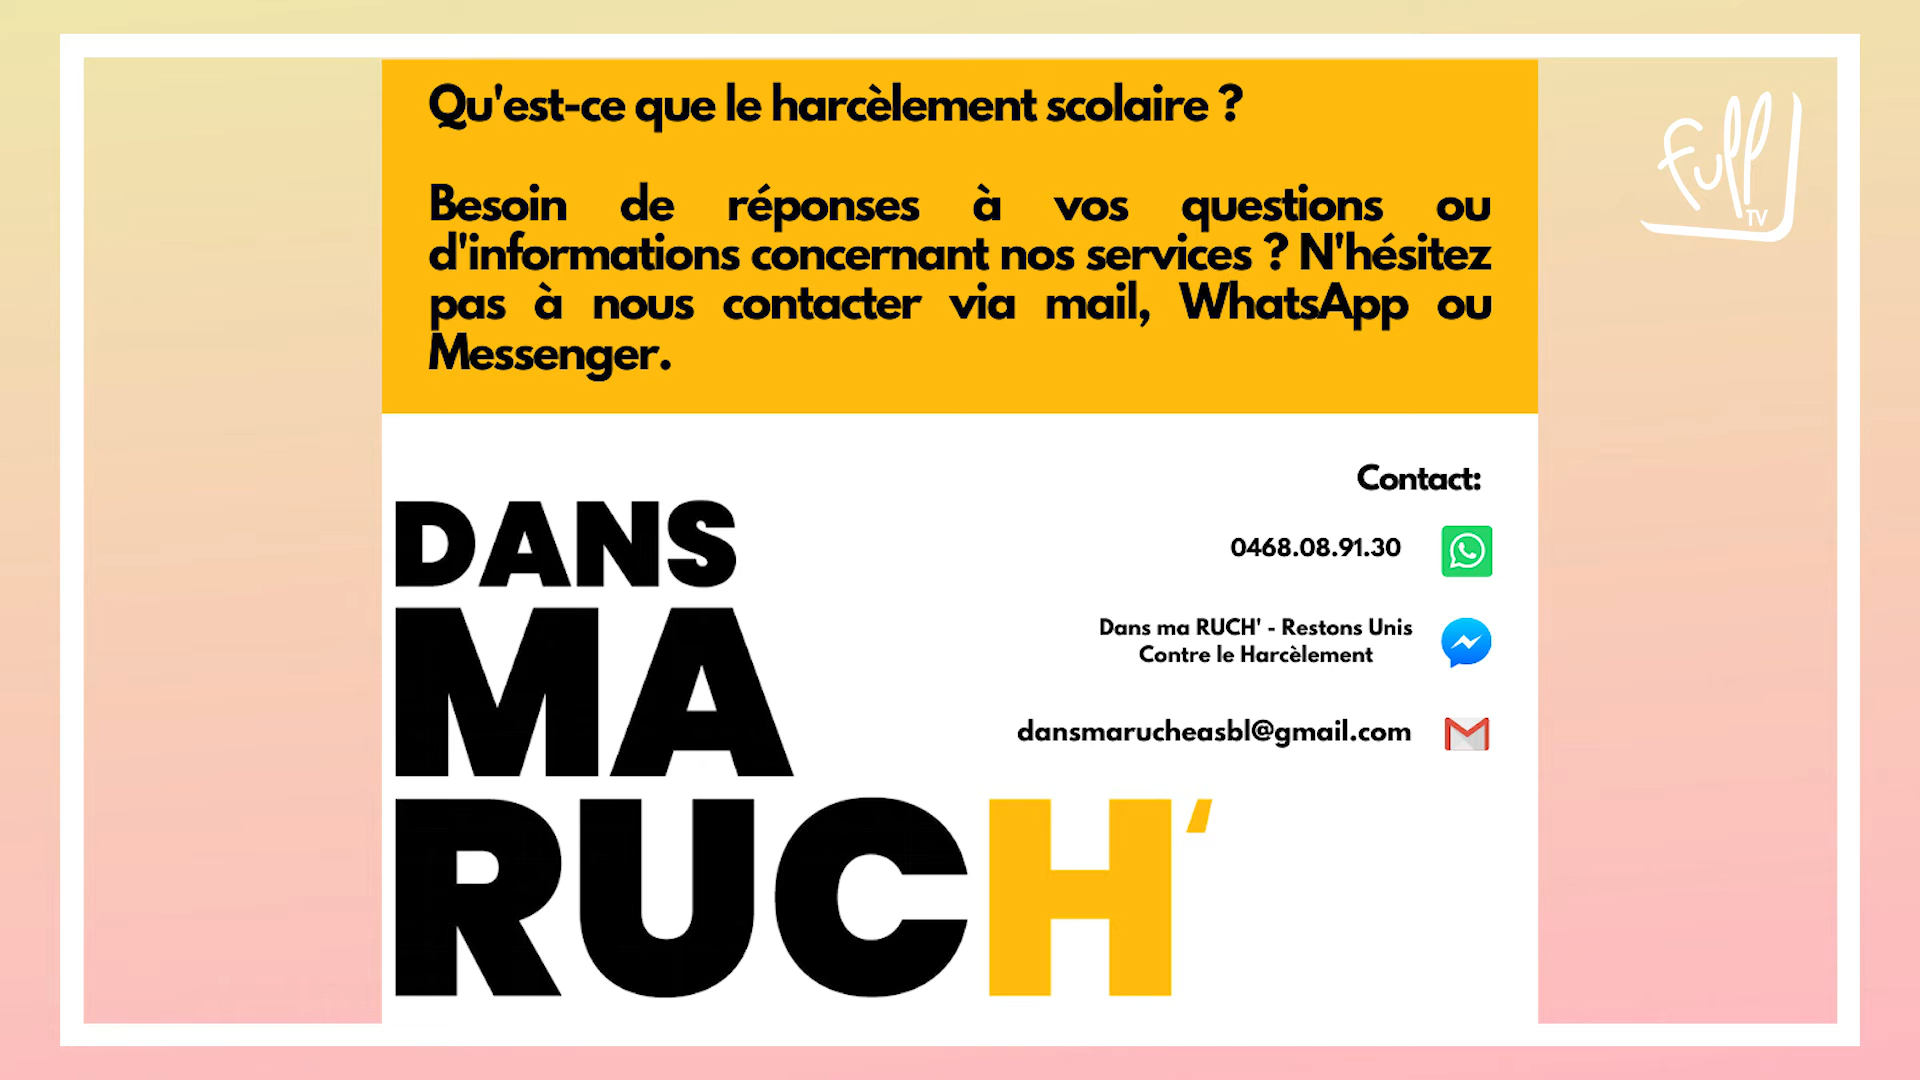 Qu'est-ce que le harcèlement scolaire ?
Besoin de réponses à vos questions ou
d'informations concernant nos services ? N'hésitez
pas à nous contacter via mail, WhatsApp ou
Messenger.
Full
TV
Contact:
0468.08.91.30
Dans ma RUCH' - Restons Unis
Contre le Harcèlement
dansmarucheasbl@gmail.com
DANS
MA
RUCH'